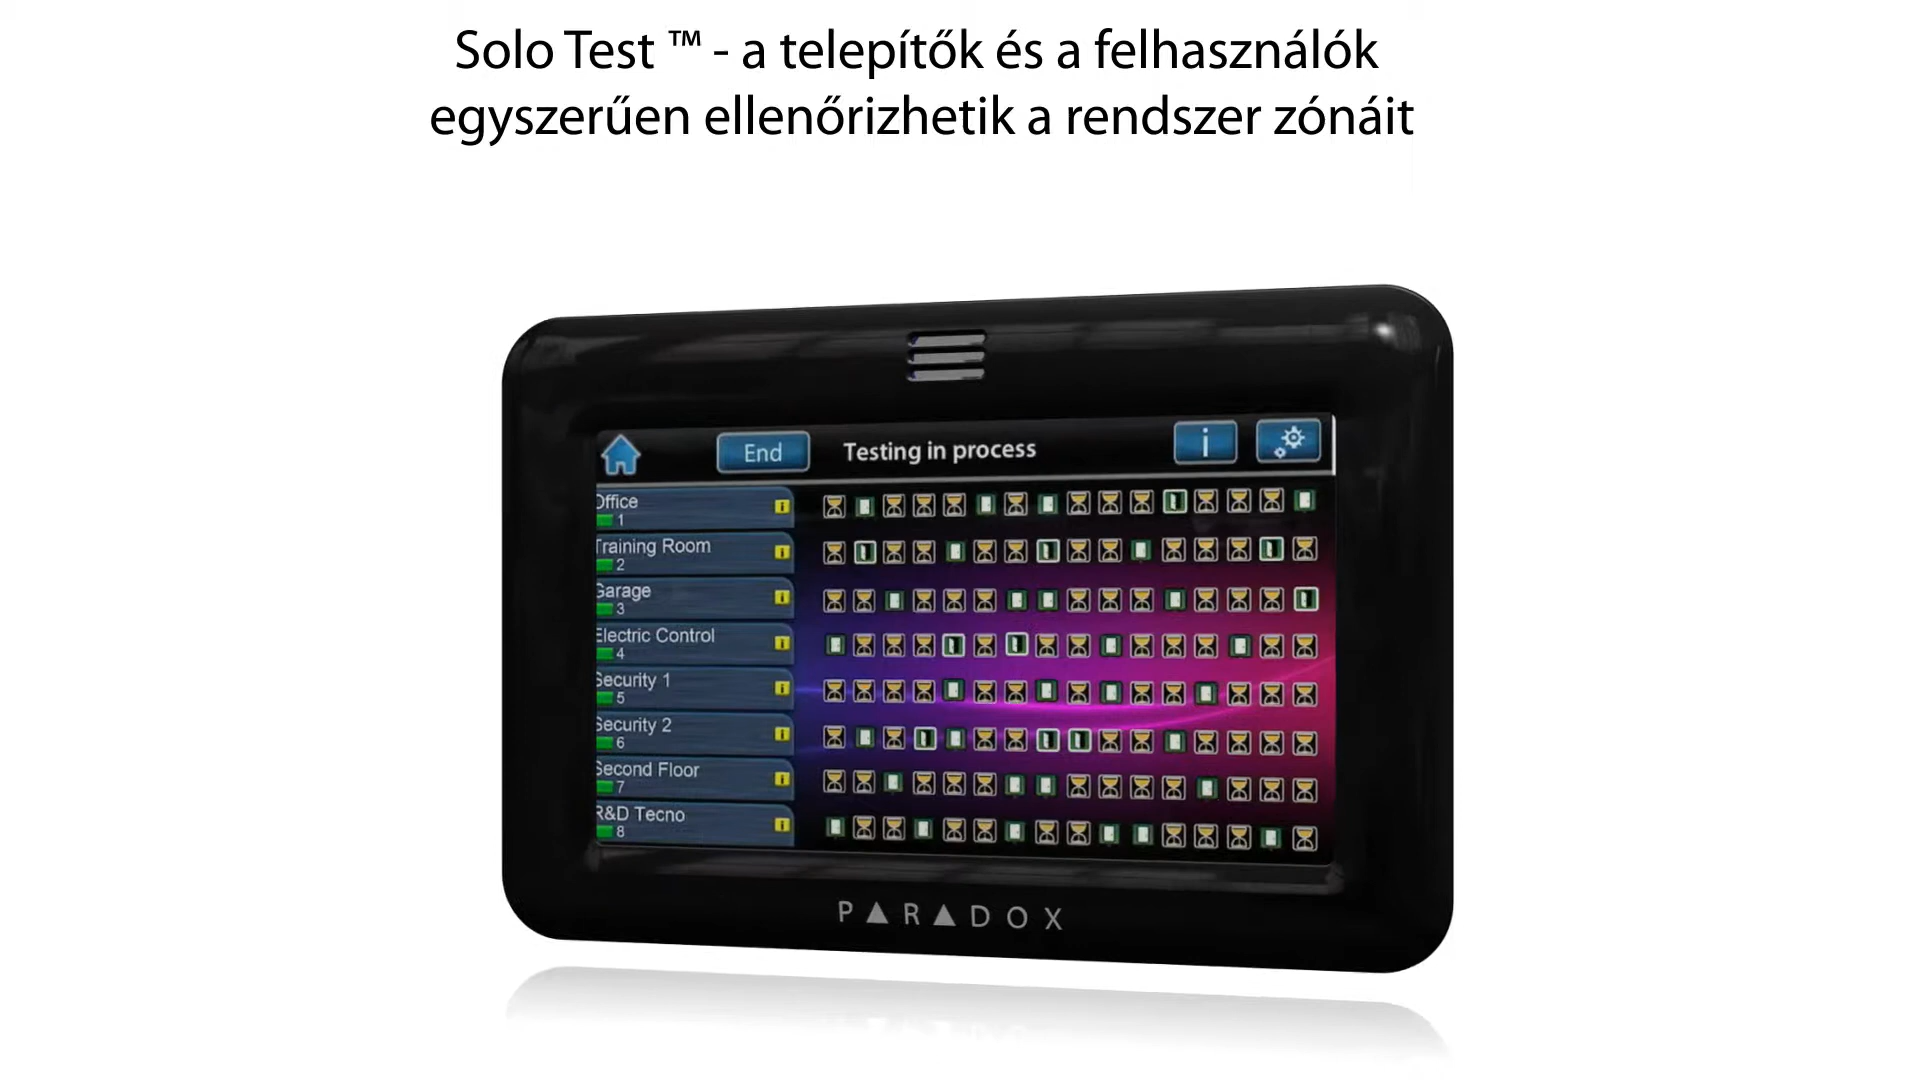 Solo Test ™ - a telepítők és a felhasználók
egyszerűen ellenőrizhetik a rendszer zónáit
End
Testing in process
i
Office
1
Training Room
2
Garage
3
Electric Control
4
Security 1
5
Security 2
6
Second Floor
7
R&D Tecno
8
PARADOX